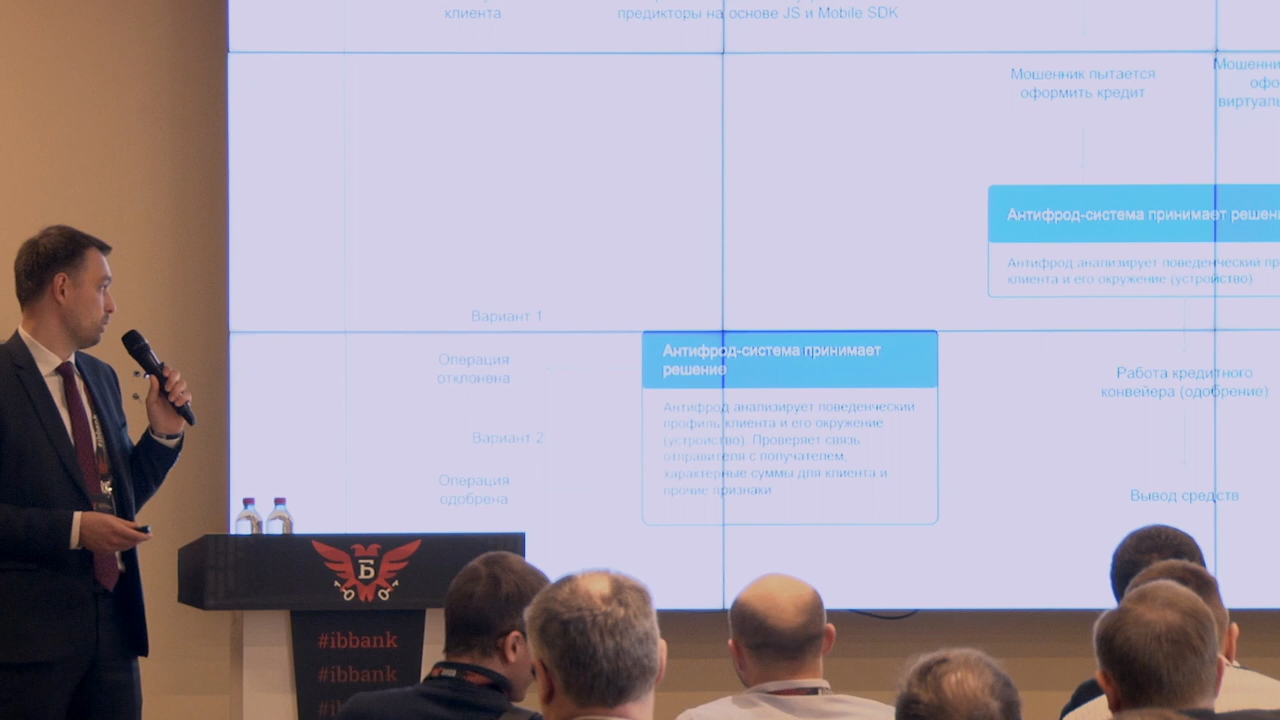 клиента
предикторы на основе JS и Mobile SDK
Мошенник пытается
оформить кредит
Антифрод-система принимает
Антифрод анализирует поведенческий
клиента и его окружение (устройство)
Вариант 1
Операция
отклонена
Вариант 2
Операция
одобрена
Антифрод-система принимает
решение
Антифрод анализирует поведенческий
профиль клиента и его окружение
(устройство). Проверяет связь
отправителя с получателем,
характерные суммы для клиента и
прочие признаки
Работа кредитного
конвейера (одобрение)
Вывод средств
Б
#ibbank
#ibbank